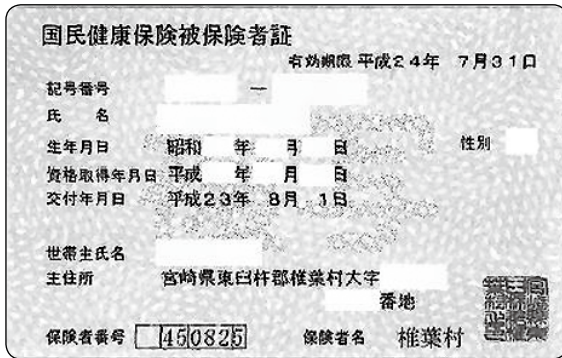 国民健康保険被保険者証
有効期限 平成24年 7月31日
記号番号 ー
氏 名
生年月日 昭和 年 月 日 性別
資格取得年月日 平成 年 月 日
交付年月日 平成23年 8月 1日
世帯主氏名
主住所 宮崎県東臼杵郡椎葉村大字
番地
保険者番号 450825 保険者名 椎葉村